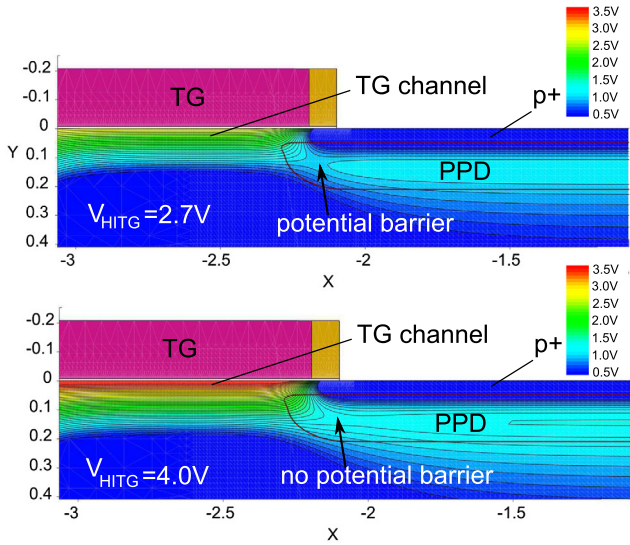 3.5V
3.0V
2.5V
2.0V
1.5V
1.0V
0.5V
-0.2
-0.1
0
0.1
0.2
0.3
0.4
Y
TG
TG channel
p+
PPD
V_HITG=2.7V
potential barrier
-3
-2.5
-2
-1.5
X
3.5V
3.0V
2.5V
2.0V
1.5V
1.0V
0.5V
-0.2
-0.1
0
0.1
0.2
0.3
0.4
TG
TG channel
p+
PPD
V_HITG=4.0V
no potential barrier
-3
-2.5
-2
-1.5
X